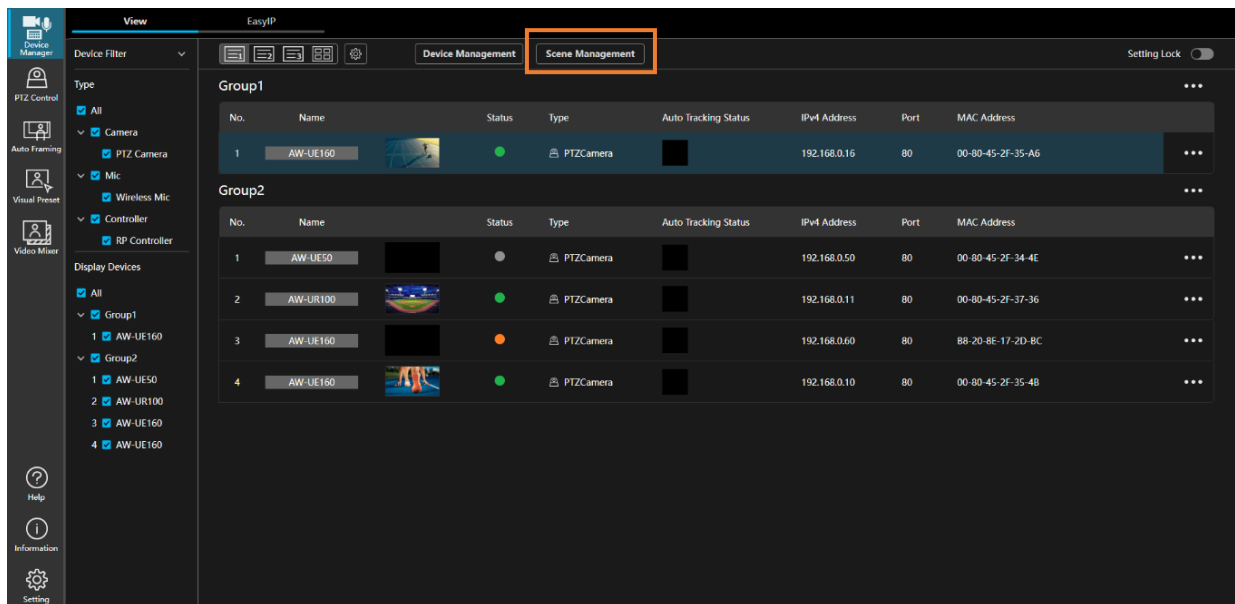 View
EasyIP
Device
Manager
PTZ Control
Auto Framing
Visual Preset
Video Mixer
Help
Information
Setting
Device Filter
Type
All
Camera
PTZ Camera
Mic
Wireless Mic
Controller
RP Controller
Display Devices
All
Group1
1 AW-UE160
Group2
1 AW-UE50
2 AW-UR100
3 AW-UE160
4 AW-UE160
1 2 3
Device Management
Scene Management
Setting Lock
Group1
No. Name Status Type Auto Tracking Status IPv4 Address Port MAC Address
1 AW-UE160 PTZCamera 192.168.0.16 80 00-80-45-2F-35-A6
Group2
No. Name Status Type Auto Tracking Status IPv4 Address Port MAC Address
1 AW-UE50 PTZCamera 192.168.0.50 80 00-80-45-2F-34-4E
2 AW-UR100 PTZCamera 192.168.0.11 80 00-80-45-2F-37-36
3 AW-UE160 PTZCamera 192.168.0.60 80 B8-20-8E-17-2D-BC
4 AW-UE160 PTZCamera 192.168.0.10 80 00-80-45-2F-35-4B